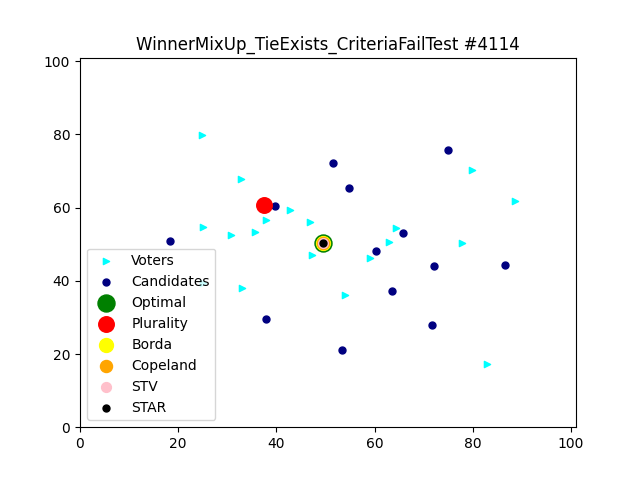 WinnerMixUp_TieExists_CriteriaFailTest #4114
100
80
60
40
20
0
Voters
Candidates
Optimal
Plurality
Borda
Copeland
STV
STAR
0 20 40 60 80 100